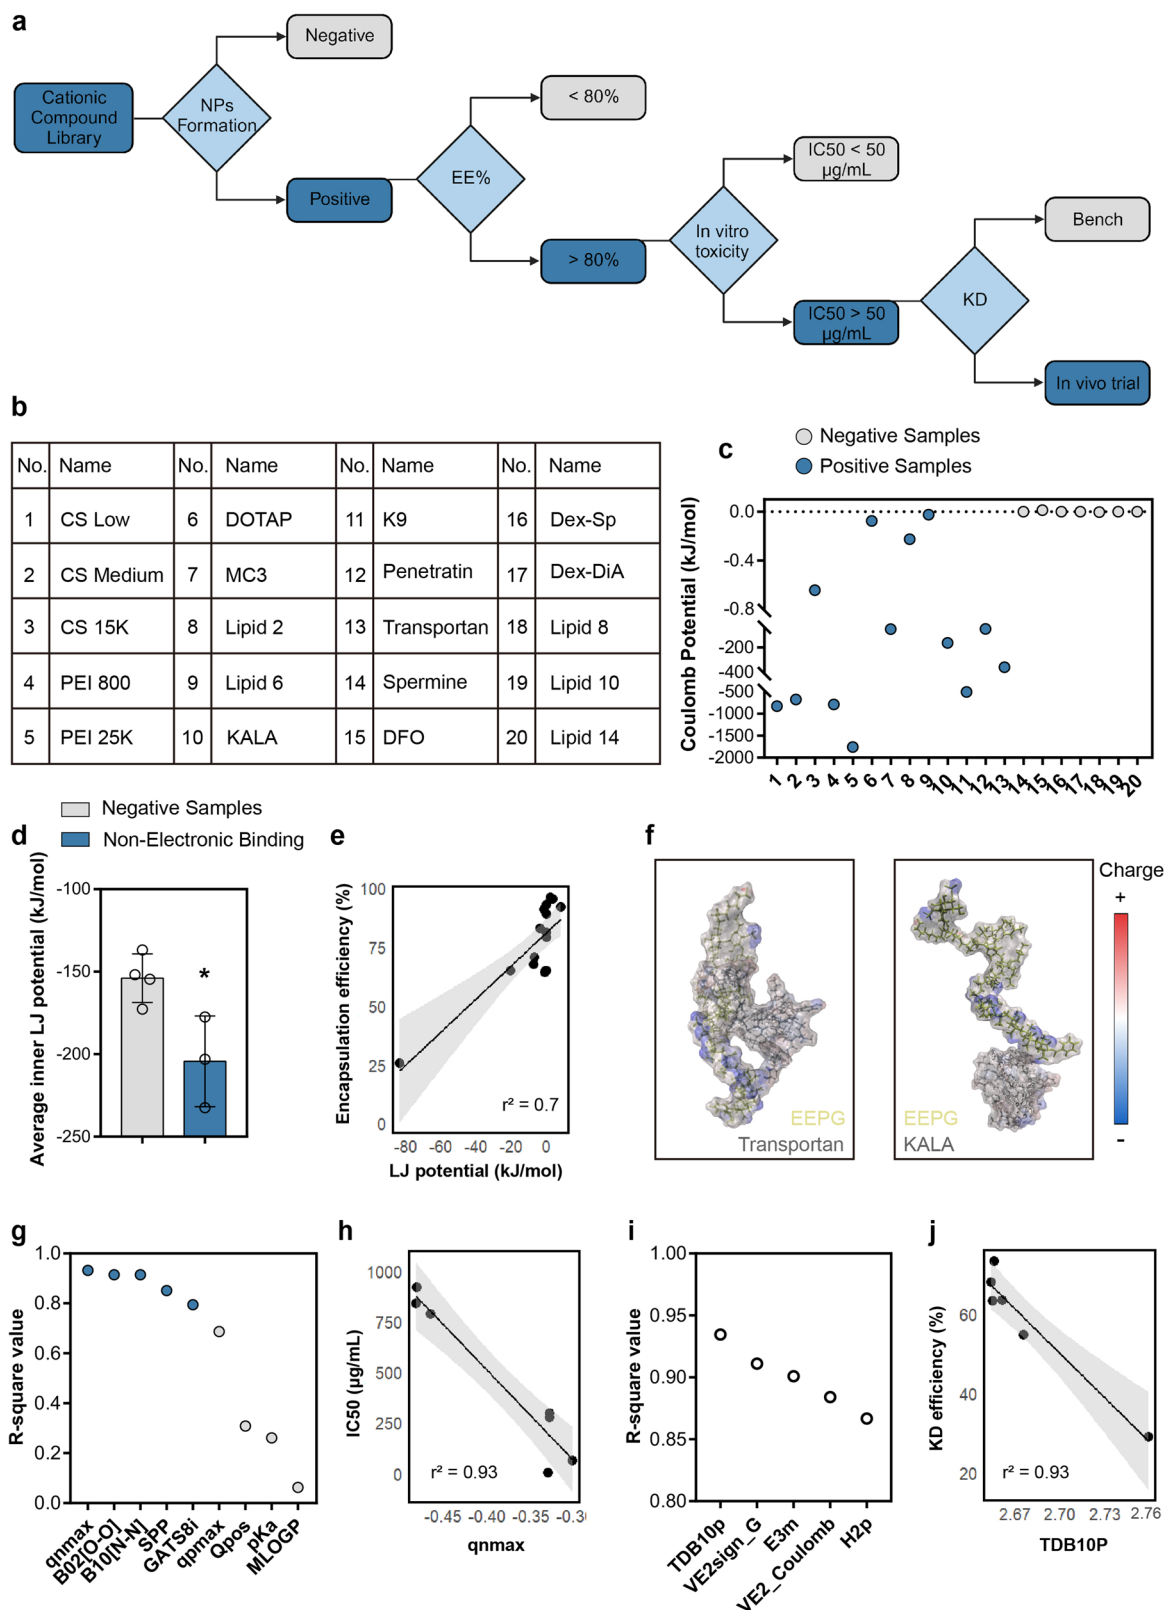 a
Negative
Cationic
Compound
Library
NPs
Formation
Positive
< 80%
EE%
> 80%
IC50 < 50
µg/mL
In vitro
toxicity
IC50 > 50
µg/mL
Bench
KD
In vivo trial
b
No. Name No. Name No. Name No. Name
1 CS Low 6 DOTAP 11 K9 16 Dex-Sp
2 CS Medium 7 MC3 12 Penetratin 17 Dex-DiA
3 CS 15K 8 Lipid 2 13 Transportan 18 Lipid 8
4 PEI 800 9 Lipid 6 14 Spermine 19 Lipid 10
5 PEI 25K 10 KALA 15 DFO 20 Lipid 14
c
Negative Samples
Positive Samples
Coulomb Potential (kJ/mol)
0.0
-0.4
-0.8
-200
-400
-500
-1000
-2000
1 2 3 4 5 6 7 8 9 10 11 12 13 14 15 16 17 18 19 20
d
Negative Samples
Non-Electronic Binding
Average inner LJ potential (kJ/mol)
-100
-150
-200
-250
*
e
Encapsulation efficiency (%)
100
75
50
25
0
r² = 0.7
-80 -60 -40 -20 0
LJ potential (kJ/mol)
f
EEPG
Transportan
EEPG
KALA
Charge
+
-
g
R-square value
1.0
0.8
0.6
0.4
0.2
0.0
qnmax
B02[O-O]
B10[N-N]
SPP
GATS8i
qpmax
Qpos
pKa
MLOGP
h
IC50 (µg/mL)
1000
750
500
250
0
r² = 0.93
-0.45 -0.40 -0.35
qnmax
i
R-square value
1.00
0.95
0.90
0.85
0.80
TDB10p
VE2sign_G
E3m
VE2_Coulomb
H2p
j
KD efficiency (%)
60
40
20
r² = 0.93
2.67 2.70 2.73 2.76
TDB10P